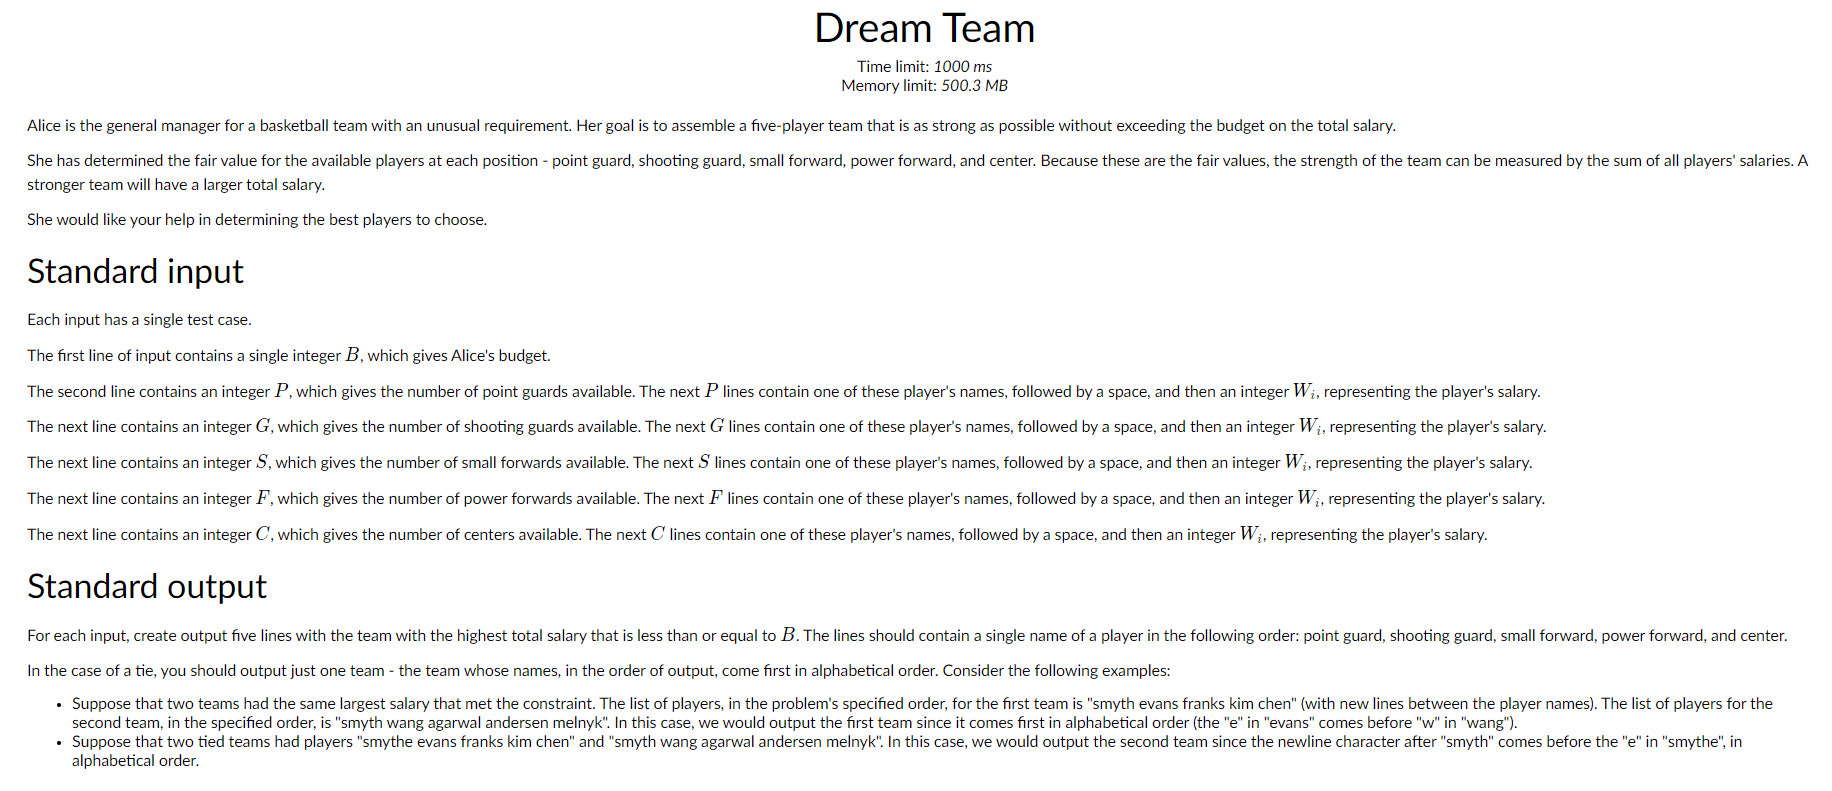 Dream Team
Time limit: 1000 ms
Memory limit: 500.3 MB
Alice is the general manager for a basketball team with an unusual requirement. Her goal is to assemble a five-player team that is as strong as possible without exceeding the budget on the total salary.
She has determined the fair value for the available players at each position - point guard, shooting guard, small forward, power forward, and center. Because these are the fair values, the strength of the team can be measured by the sum of all players' salaries. A
stronger team will have a larger total salary.
She would like your help in determining the best players to choose.
Standard input
Each input has a single test case.
The first line of input contains a single integer B, which gives Alice's budget.
The second line contains an integer P, which gives the number of point guards available. The next P lines contain one of these player's names, followed by a space, and then an integer W_i, representing the player's salary.
The next line contains an integer G, which gives the number of shooting guards available. The next G lines contain one of these player's names, followed by a space, and then an integer W_i, representing the player's salary.
The next line contains an integer S, which gives the number of small forwards available. The next S lines contain one of these player's names, followed by a space, and then an integer W_i, representing the player's salary.
The next line contains an integer F, which gives the number of power forwards available. The next F lines contain one of these player's names, followed by a space, and then an integer W_i, representing the player's salary.
The next line contains an integer C, which gives the number of centers available. The next C lines contain one of these player's names, followed by a space, and then an integer W_i, representing the player's salary.
Standard output
For each input, create output five lines with the team with the highest total salary that is less than or equal to B. The lines should contain a single name of a player in the following order: point guard, shooting guard, small forward, power forward, and center.
In the case of a tie, you should output just one team - the team whose names, in the order of output, come first in alphabetical order. Consider the following examples:
• Suppose that two teams had the same largest salary that met the constraint. The list of players, in the problem's specified order, for the first team is "smyth evans franks kim chen" (with new lines between the player names). The list of players for the
second team, in the specified order, is "smyth wang agarwal andersen melnyk". In this case, we would output the first team since it comes first in alphabetical order (the "e" in "evans" comes before "w" in "wang").
• Suppose that two tied teams had players "smythe evans franks kim chen" and "smyth wang agarwal andersen melnyk". In this case, we would output the second team since the newline character after "smyth" comes before the "e" in "smythe", in
alphabetical order.